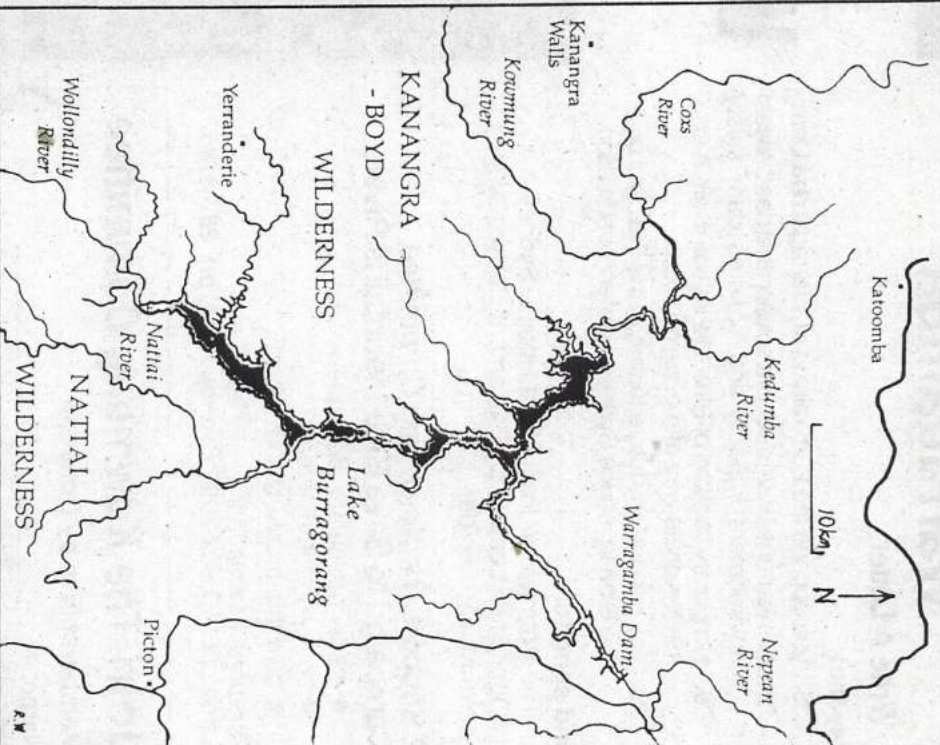 Katoomba
10km
N
Nepean
River
Kedumba
River
Coxs
River
Warragamba Dam
Kanangra
Walls
Kowmung
River
KANANGRA
- BOYD
WILDERNESS
Lake
Burragorang
Yerranderie
Nattai
River
Picton
Wollondilly
River
NATTAI
WILDERNESS
R.W